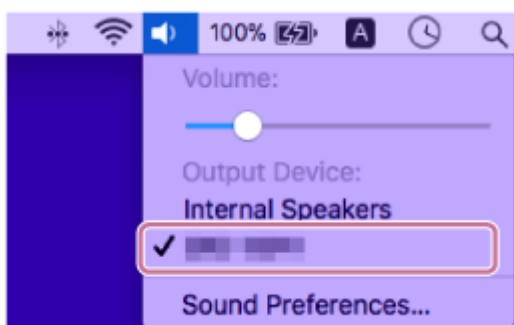 100% A
Volume:
Output Device:
Internal Speakers
Sound Preferences...